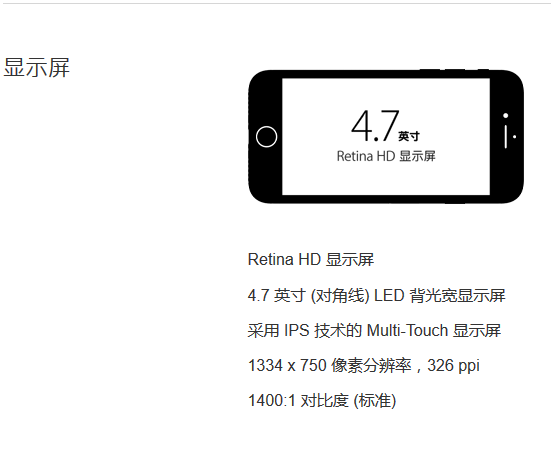 显示屏
4.7英寸
Retina HD 显示屏
Retina HD 显示屏
4.7 英寸 (对角线) LED 背光宽显示屏
采用 IPS 技术的 Multi-Touch 显示屏
1334 x 750 像素分辨率，326 ppi
1400:1 对比度 (标准)